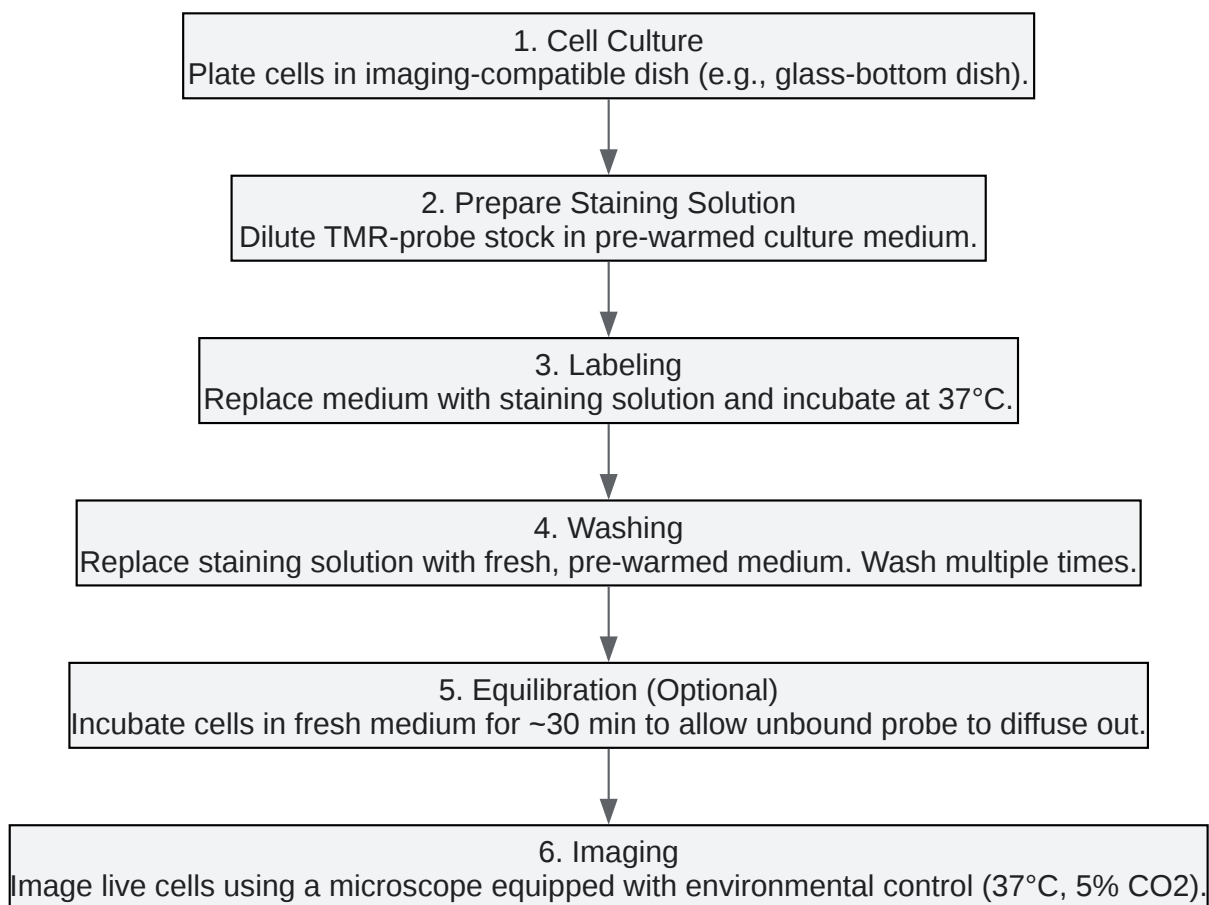 1. Cell Culture
Plate cells in imaging-compatible dish (e.g., glass-bottom dish).
2. Prepare Staining Solution
Dilute TMR-probe stock in pre-warmed culture medium.
3. Labeling
Replace medium with staining solution and incubate at 37°C.
4. Washing
Replace staining solution with fresh, pre-warmed medium. Wash multiple times.
5. Equilibration (Optional)
Incubate cells in fresh medium for ~30 min to allow unbound probe to diffuse out.
6. Imaging
Image live cells using a microscope equipped with environmental control (37°C, 5% CO2).